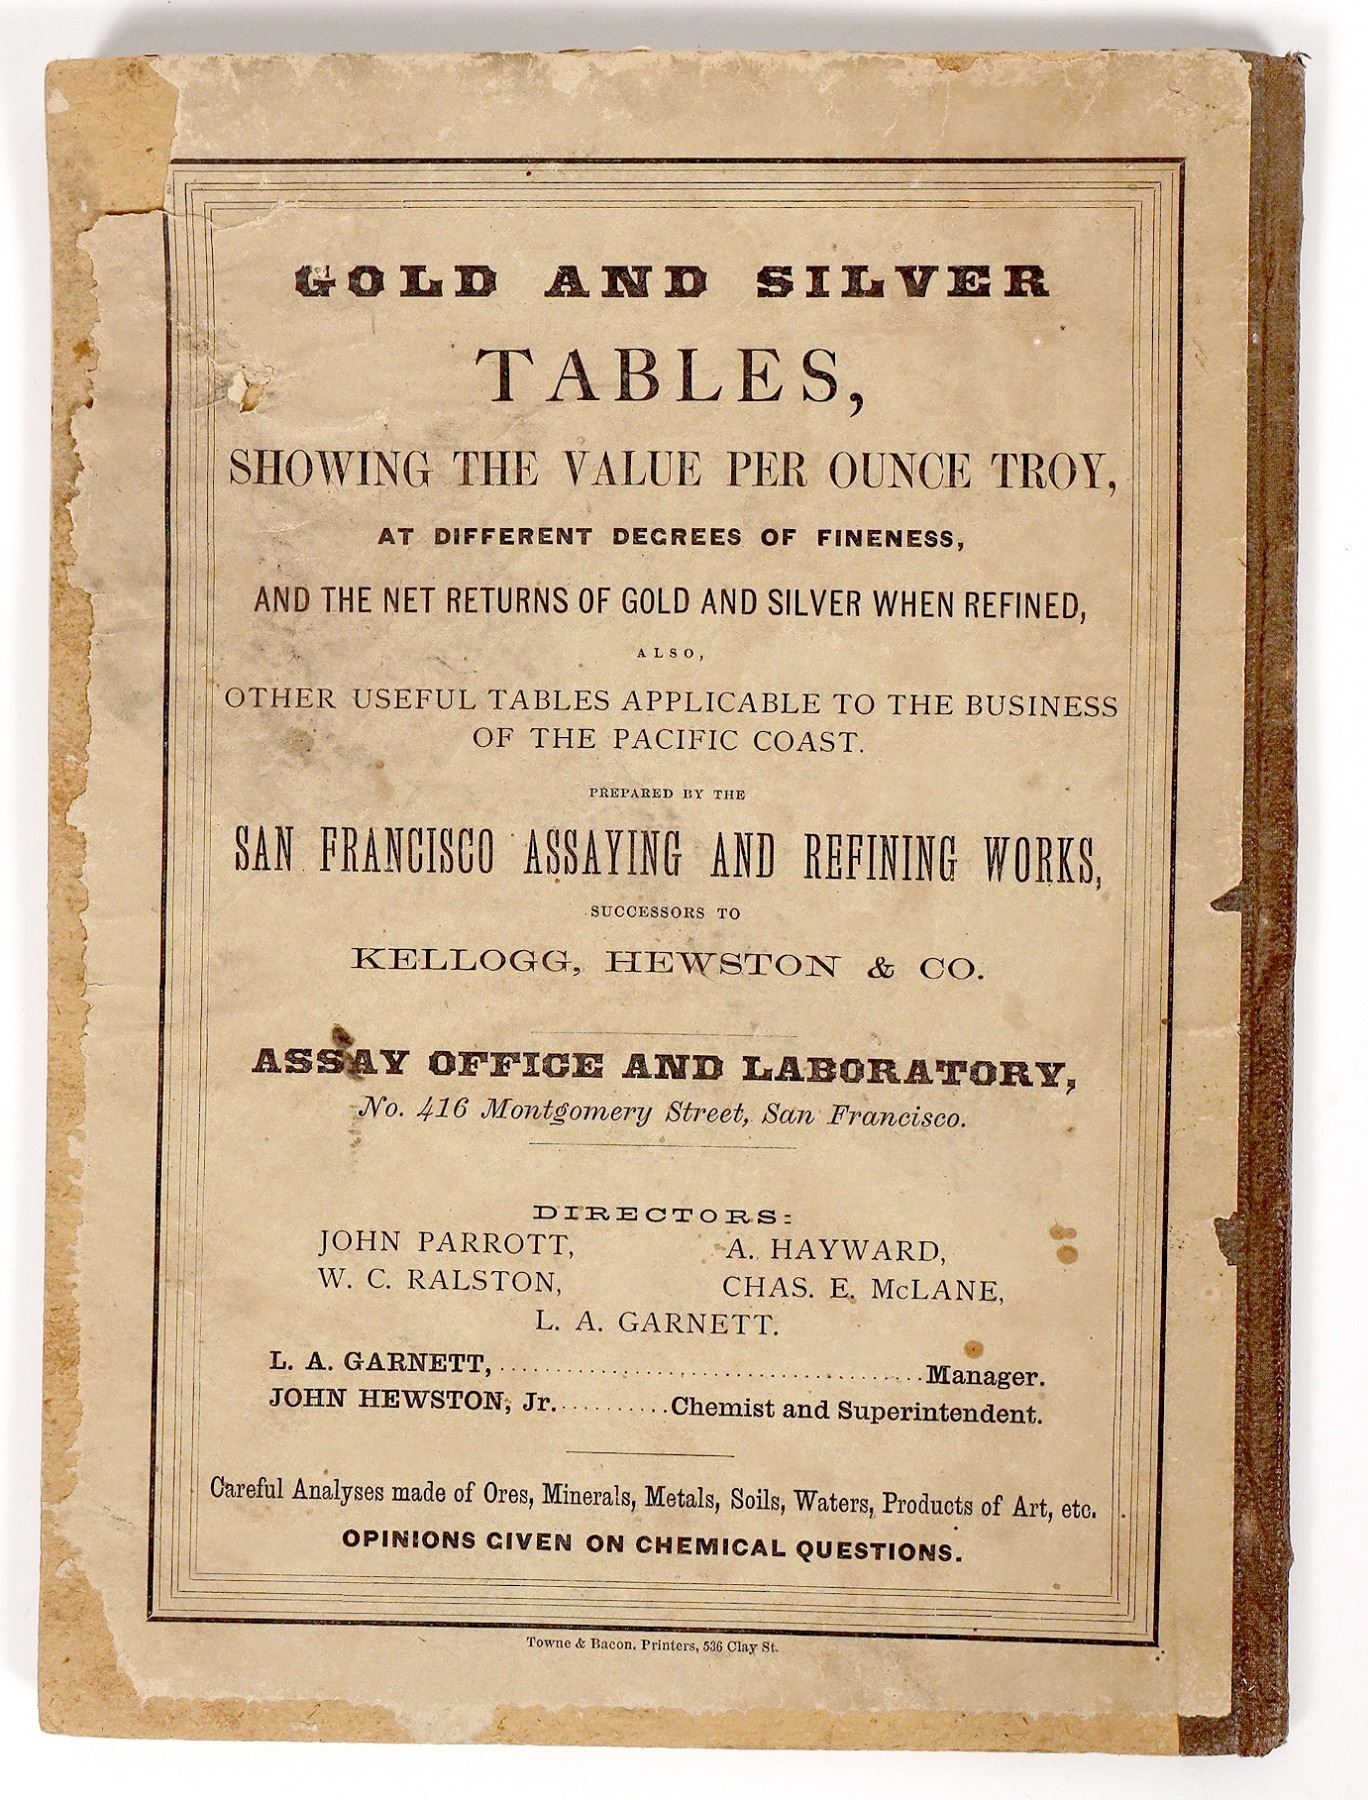 GOLD AND SILVER
TABLES,
SHOWING THE VALUE PER OUNCE TROY,
AT DIFFERENT DEGREES OF FINENESS,
AND THE NET RETURNS OF GOLD AND SILVER WHEN REFINED,
ALSO,
OTHER USEFUL TABLES APPLICABLE TO THE BUSINESS
OF THE PACIFIC COAST.
PREPARED BY THE
SAN FRANCISCO ASSAYING AND REFINING WORKS,
SUCCESSORS TO
KELLOGG, HEWSTON & CO.
ASSAY OFFICE AND LABORATORY,
No. 416 Montgomery Street, San Francisco.
DIRECTORS:
JOHN PARROTT, A. HAYWARD,
W. C. RALSTON, CHAS. E. McLANE,
L. A. GARNETT.
L. A. GARNETT, ........................................ Manager.
JOHN HEWSTON, Jr. .......... Chemist and Superintendent.
Careful Analyses made of Ores, Minerals, Metals, Soils, Waters, Products of Art, etc.
OPINIONS GIVEN ON CHEMICAL QUESTIONS.
Towne & Bacon, Printers, 536 Clay St.